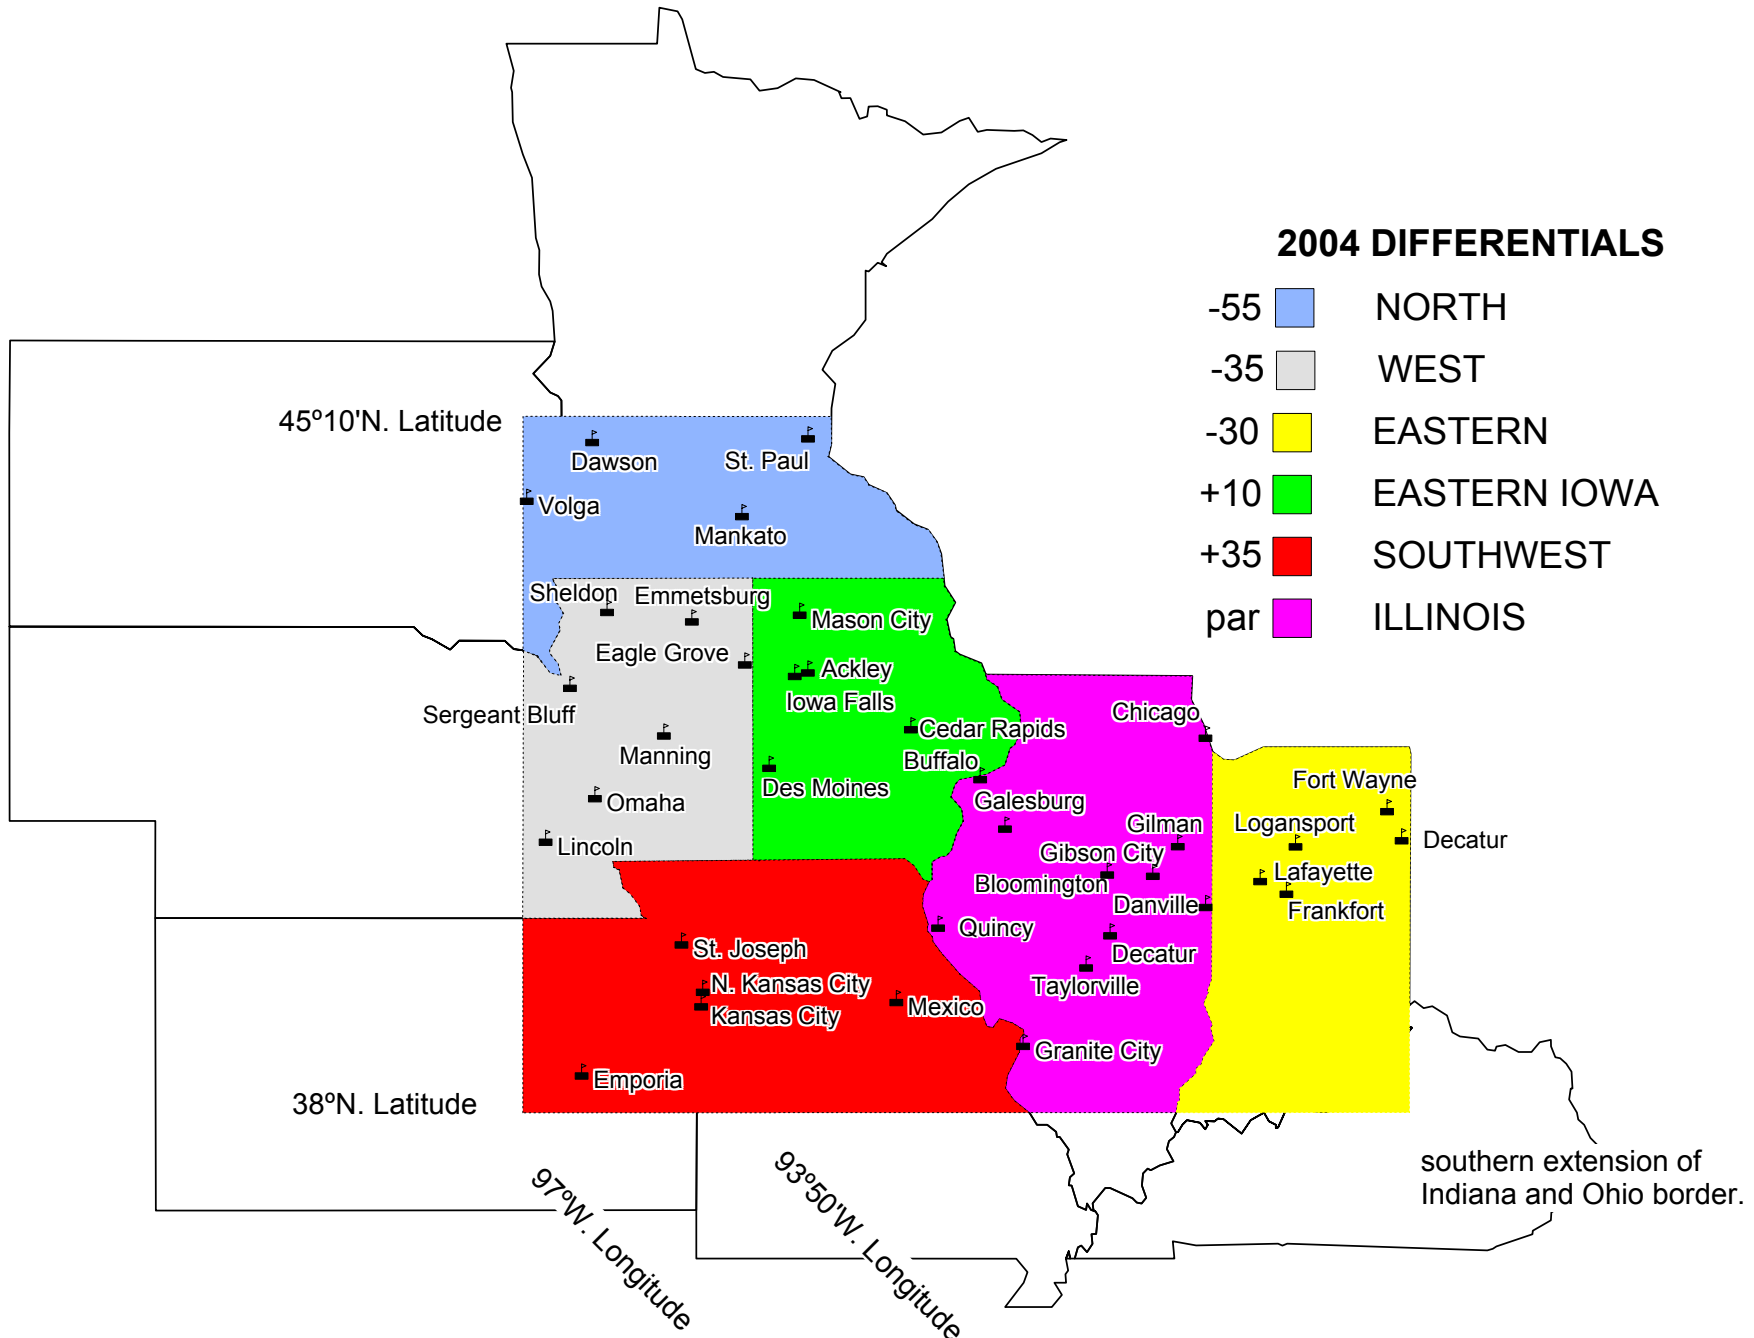 2004 DIFFERENTIALS
-55 NORTH
-35 WEST
-30 EASTERN
+10 EASTERN IOWA
+35 SOUTHWEST
par ILLINOIS
45º10'N. Latitude
Dawson
St. Paul
Volga
Mankato
Sheldon
Emmetsburg
Mason City
Eagle Grove
Ackley
Iowa Falls
Sergeant Bluff
Chicago
Cedar Rapids
Manning
Buffalo
Des Moines
Fort Wayne
Omaha
Galesburg
Gilman
Logansport
Decatur
Lincoln
Gibson City
Lafayette
Bloomington
Danville
Frankfort
Quincy
St. Joseph
Decatur
N. Kansas City
Taylorville
Kansas City
Mexico
Granite City
Emporia
38ºN. Latitude
97ºW. Longitude
93º50'W. Longitude
southern extension of
Indiana and Ohio border.